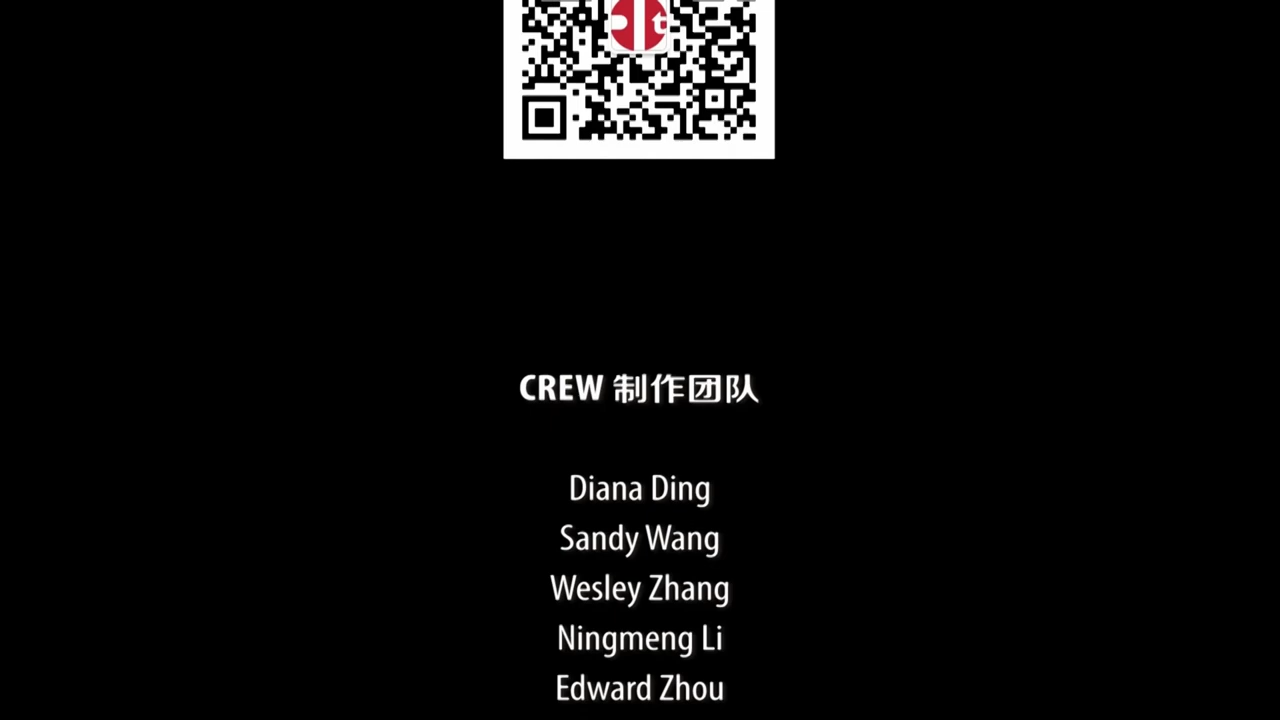 t
CREW 制作团队
Diana Ding
Sandy Wang
Wesley Zhang
Ningmeng Li
Edward Zhou